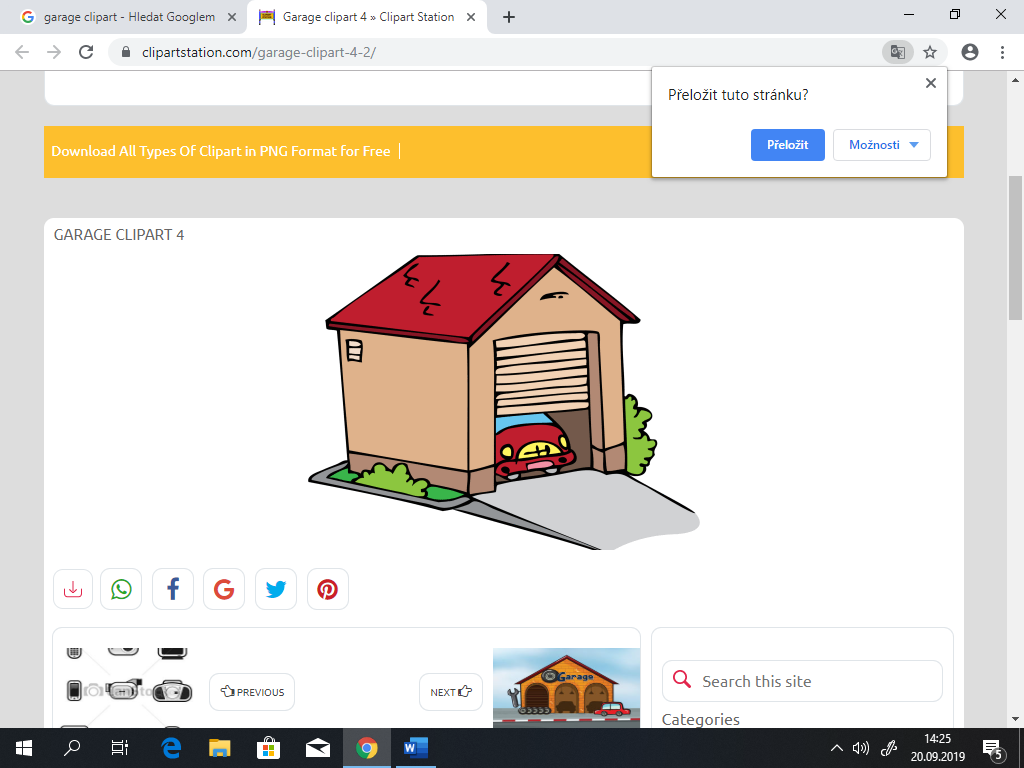 garage clipart - Hledat Googlem
Garage clipart 4 » Clipart Station
clipartstation.com/garage-clipart-4-2/
Přeložit tuto stránku?
Přeložit
Možnosti
Download All Types Of Clipart in PNG Format for Free
GARAGE CLIPART 4
PREVIOUS
NEXT
Garage
Search this site
Categories
14:25
20.09.2019
5